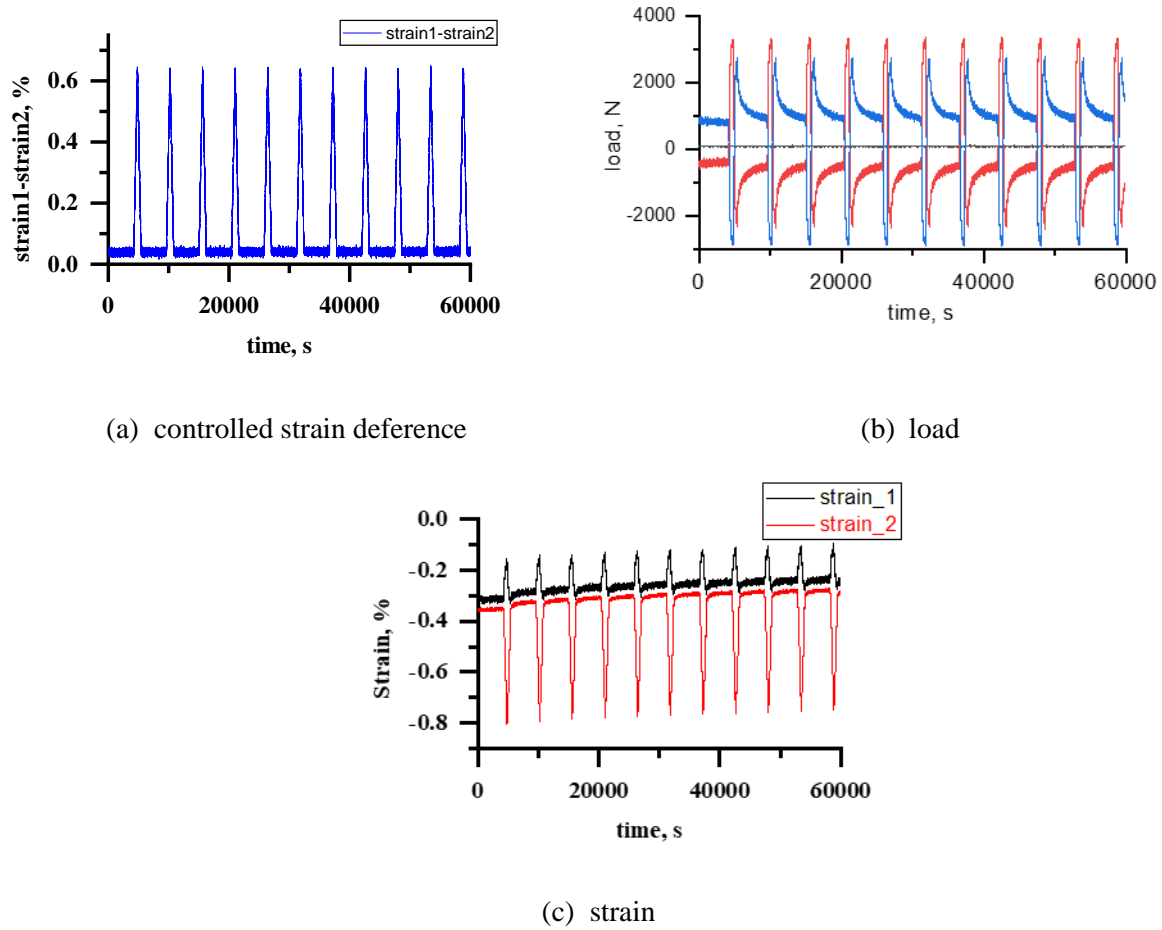 strain1-strain2
strain1-strain2, %
0.6
0.4
0.2
0.0
0
20000
40000
60000
time, s
(a) controlled strain deference
load, N
4000
2000
0
-2000
0
20000
40000
60000
time, s
(b) load
strain_1
strain_2
Strain, %
0.0
-0.2
-0.4
-0.6
-0.8
0
20000
40000
60000
time, s
(c) strain